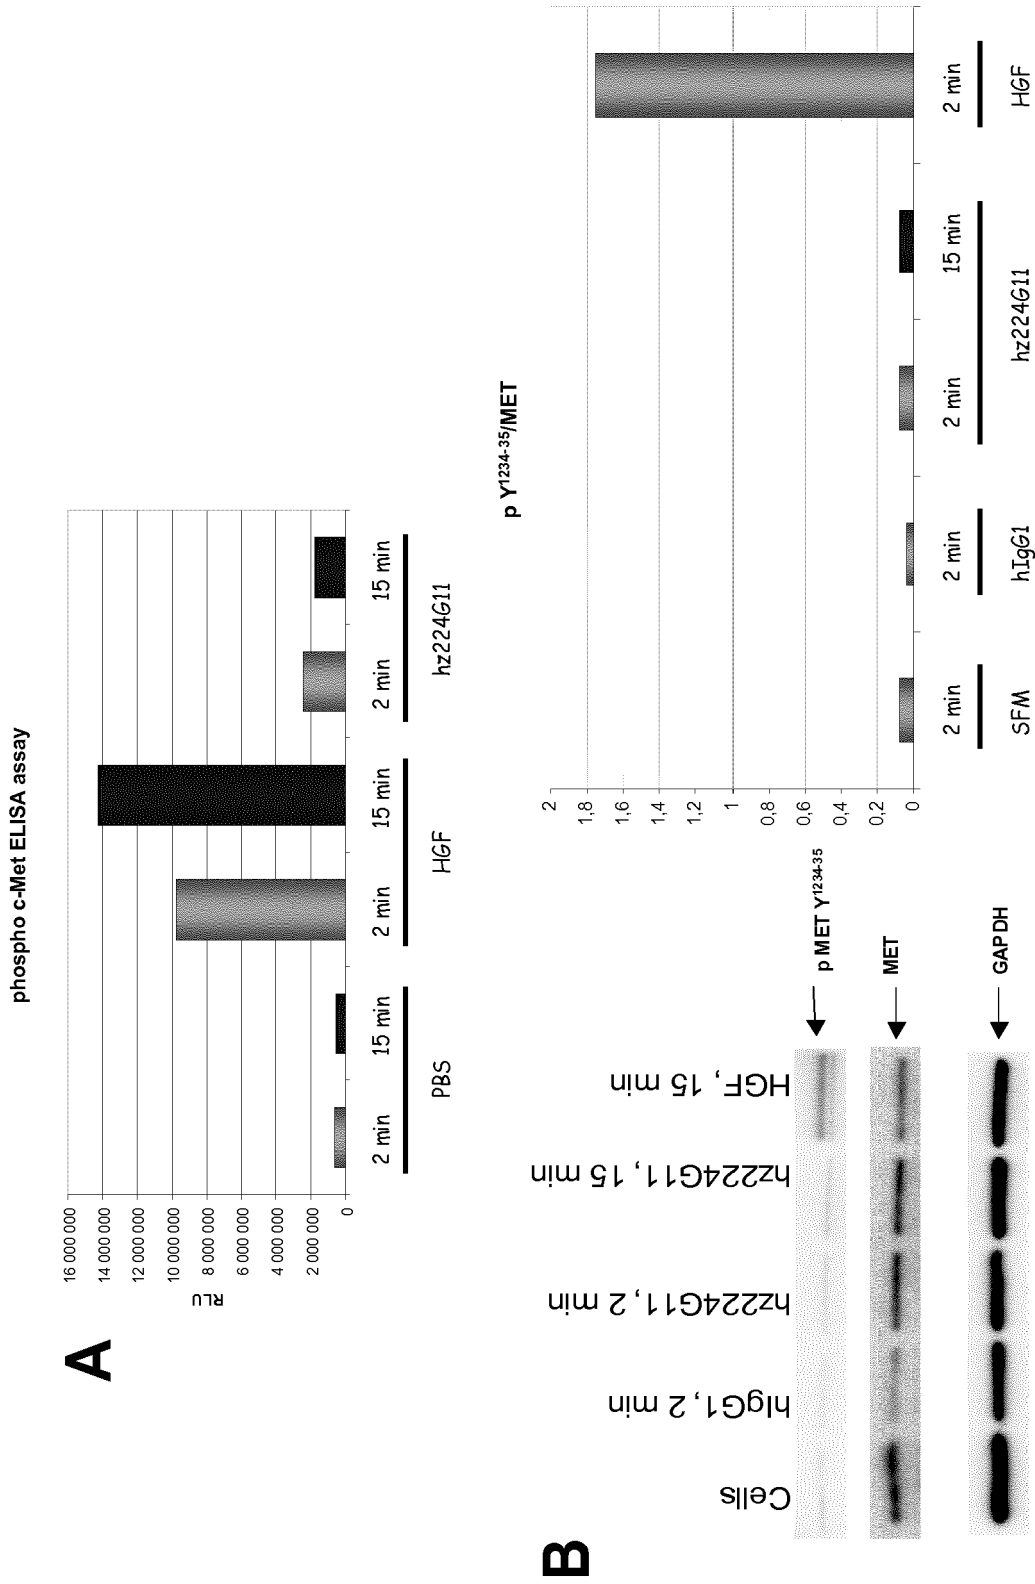 A
phospho c-Met ELISA assay
RLU
16 000 000
14 000 000
12 000 000
10 000 000
8 000 000
6 000 000
4 000 000
2 000 000
0
2 min 15 min 2 min 15 min 2 min 15 min
PBS HGF hz224G11
B
Cells
hIgG1, 2 min
hz224G11, 2 min
hz224G11, 15 min
HGF, 15 min
p MET Y1234-35
MET
GAPDH
p Y1234-35/MET
2
1,8
1,6
1,4
1,2
1
0,8
0,6
0,4
0,2
0
2 min 2 min 2 min 15 min 2 min
SFM hIgG1 hz224G11 HGF